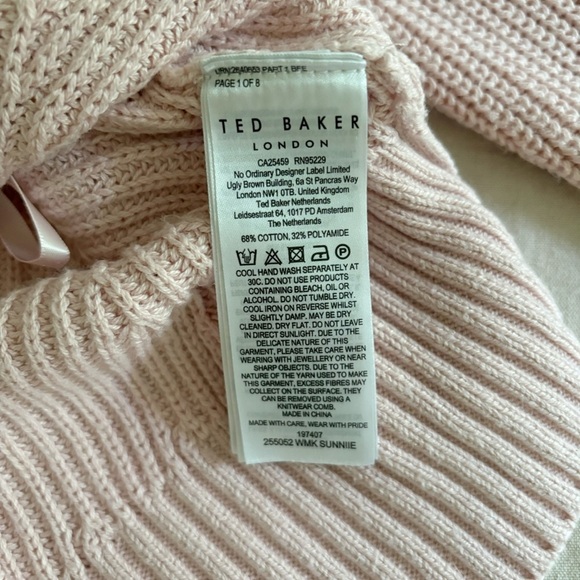 URN:2640653 PART 1 BFE
PAGE 1 OF 8
TED BAKER
LONDON
CA25459 RN95229
No Ordinary Designer Label Limited
Ugly Brown Building, 6a St Pancras Way
London NW1 0TB. United Kingdom
Ted Baker Netherlands
Leidsestraat 64, 1017 PD Amsterdam
The Netherlands
68% COTTON, 32% POLYAMIDE
COOL HAND WASH SEPARATELY AT
30C. DO NOT USE PRODUCTS
CONTAINING BLEACH, OIL OR
ALCOHOL. DO NOT TUMBLE DRY.
COOL IRON ON REVERSE WHILST
SLIGHTLY DAMP. MAY BE DRY
CLEANED. DRY FLAT. DO NOT LEAVE
IN DIRECT SUNLIGHT. DUE TO THE
DELICATE NATURE OF THIS
GARMENT, PLEASE TAKE CARE WHEN
WEARING WITH JEWELLERY OR NEAR
SHARP OBJECTS. DUE TO THE
NATURE OF THE YARN USED TO MAKE
THIS GARMENT, EXCESS FIBRES MAY
COLLECT ON THE SURFACE. THEY
CAN BE REMOVED USING A
KNITWEAR COMB.
MADE IN CHINA
MADE WITH CARE, WEAR WITH PRIDE
197407
255052 WMK SUNNIIE